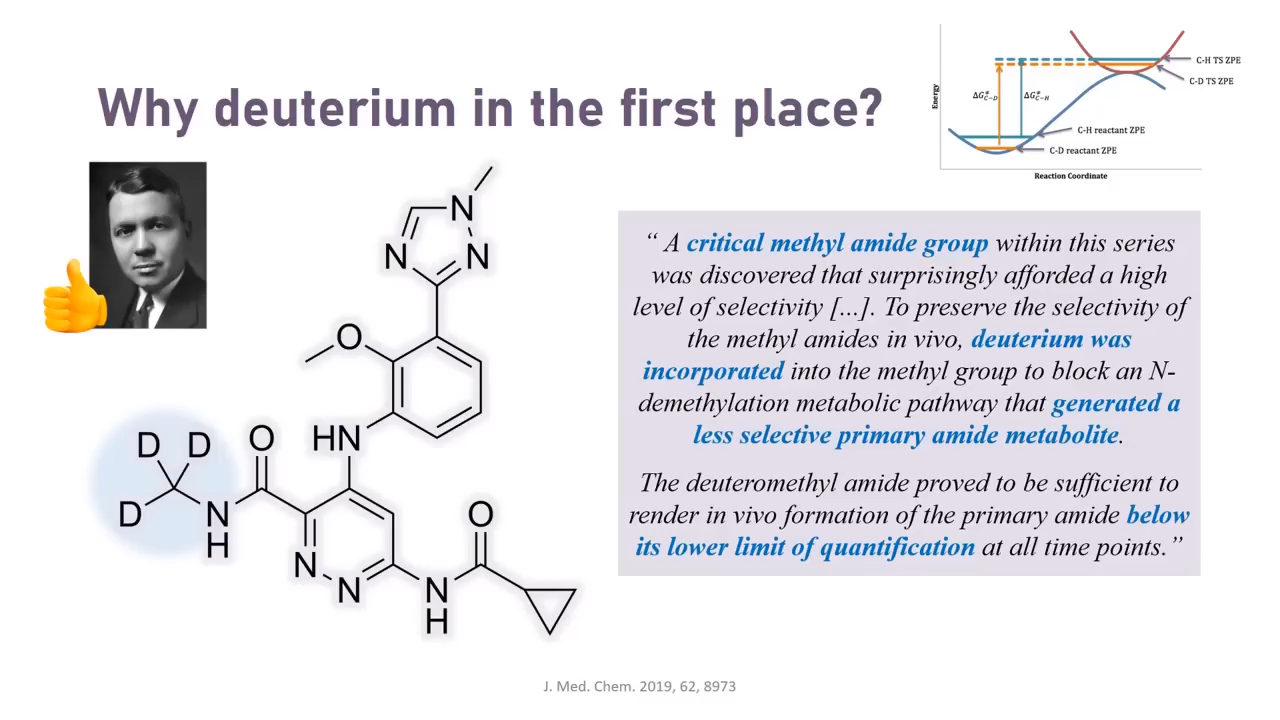 Why deuterium in the first place?
Energy
ΔG‡C−D
ΔG‡C−H
C-H TS ZPE
C-D TS ZPE
C-H reactant ZPE
C-D reactant ZPE
Reaction Coordinate
N
N
N
O
HN
D D
D
O
N
H
N
N
N
H
O
“ A critical methyl amide group within this series
was discovered that surprisingly afforded a high
level of selectivity [...]. To preserve the selectivity of
the methyl amides in vivo, deuterium was
incorporated into the methyl group to block an N-
demethylation metabolic pathway that generated a
less selective primary amide metabolite.
The deuteromethyl amide proved to be sufficient to
render in vivo formation of the primary amide below
its lower limit of quantification at all time points.”
J. Med. Chem. 2019, 62, 8973